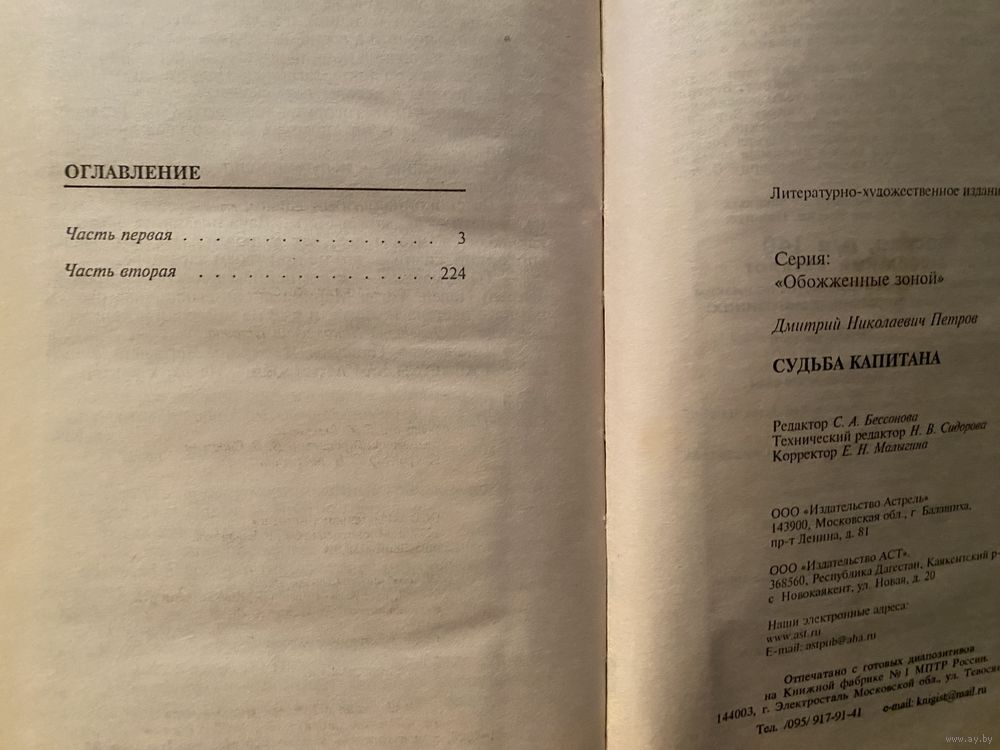 ОГЛАВЛЕНИЕ
Часть первая . . . . . . . . . . . . . . . . 3
Часть вторая . . . . . . . . . . . . . . . 224
Литературно-художественное издани
Серия:
«Обожженные зоной»
Дмитрий Николаевич Петров
СУДЬБА КАПИТАНА
Редактор С. А. Бессонова
Технический редактор Н. В. Сидорова
Корректор Е. Н. Малыгина
ООО «Издательство Астрель»
143900, Московская обл., г Балашиха,
пр-т Ленина, д. 81
ООО «Издательство АСТ».
368560, Республика Дагестан, Каякентский р-
с Новокаякент, ул. Новая, д. 20
Наши электронные адреса:
www.ast.ru
E-mail: astpub@aha.ru
Отпечатано с готовых диапозитивов
на Книжной фабрике № 1 МПТР России.
144003, г. Электросталь Московской обл., ул. Тевося
Тел. /095/ 917-91-41 e-mail: knigist@mail.ru
www.ay.by